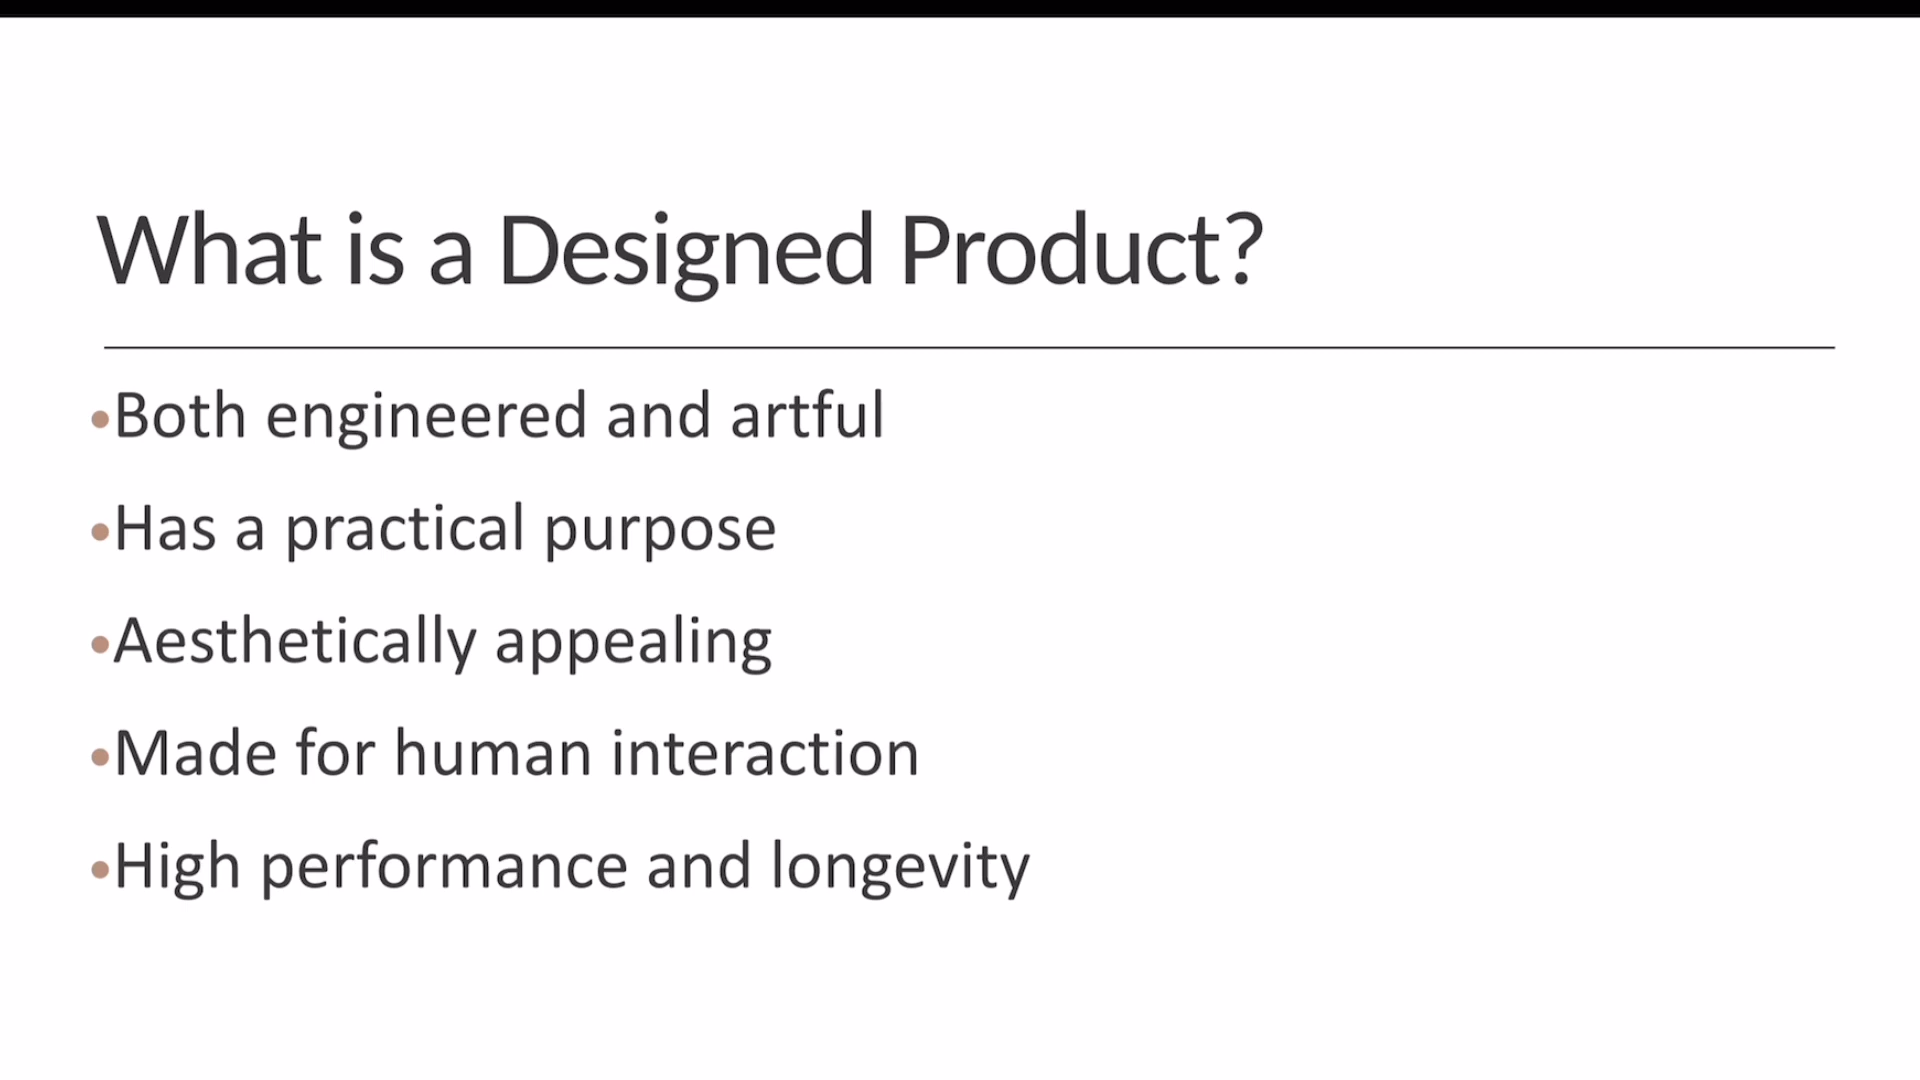 What is a Designed Product?
•Both engineered and artful
•Has a practical purpose
•Aesthetically appealing
•Made for human interaction
•High performance and longevity